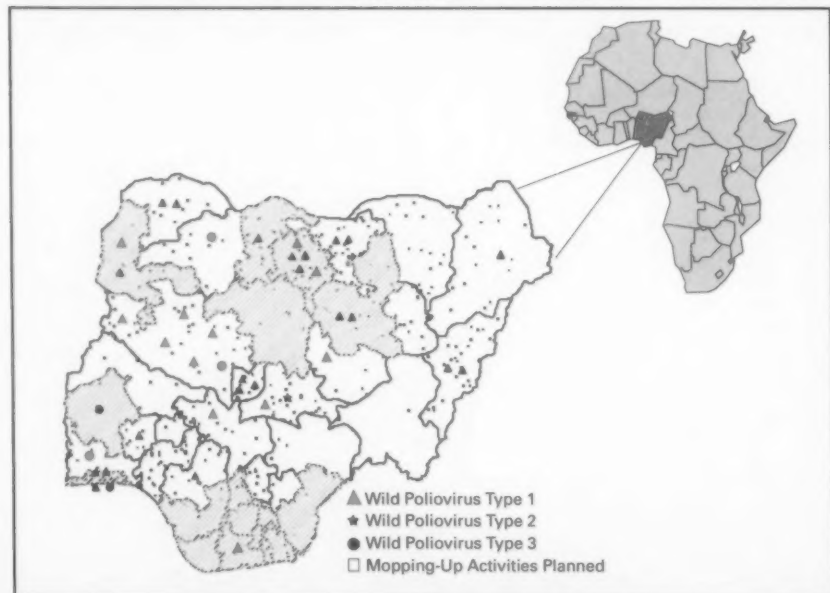 Wild Poliovirus Type 1
Wild Poliovirus Type 2
Wild Poliovirus Type 3
Mopping-Up Activities Planned